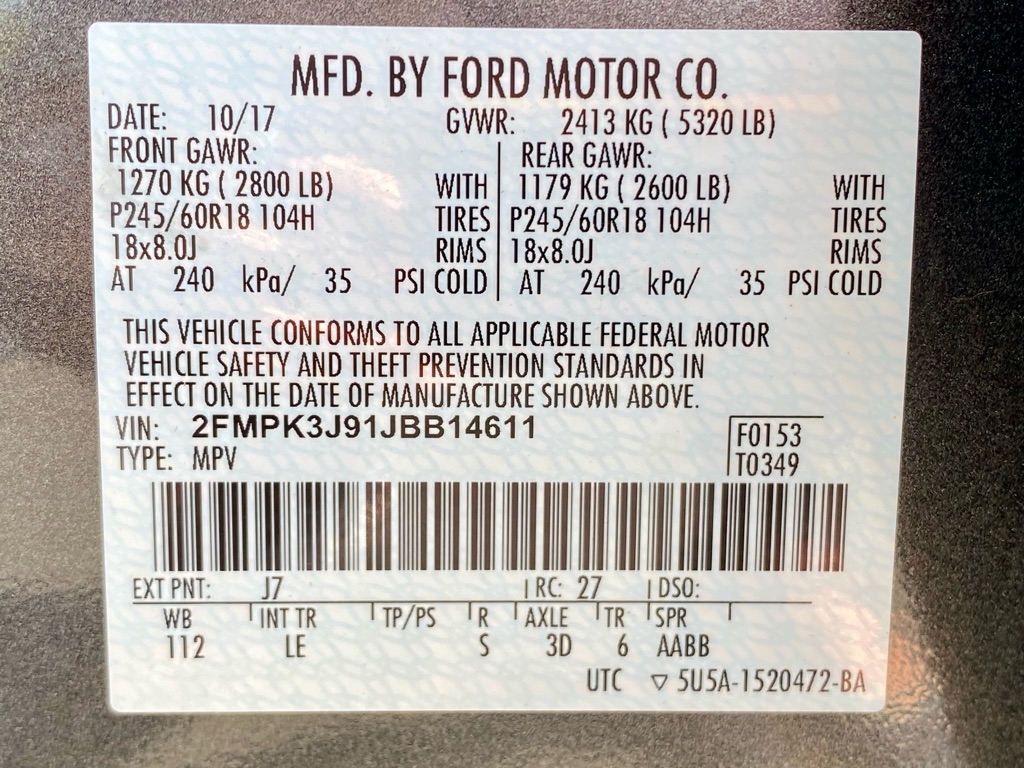 MFD. BY FORD MOTOR CO.
DATE: 10/17 GVWR: 2413 KG ( 5320 LB)
FRONT GAWR: REAR GAWR:
1270 KG ( 2800 LB) WITH 1179 KG ( 2600 LB) WITH
P245/60R18 104H TIRES P245/60R18 104H TIRES
18x8.0J RIMS 18x8.0J RIMS
AT 240 kPa/ 35 PSI COLD AT 240 kPa/ 35 PSI COLD
THIS VEHICLE CONFORMS TO ALL APPLICABLE FEDERAL MOTOR
VEHICLE SAFETY AND THEFT PREVENTION STANDARDS IN
EFFECT ON THE DATE OF MANUFACTURE SHOWN ABOVE.
VIN: 2FMPK3J91JBB14611 F0153
TYPE: MPV T0349
EXT PNT: J7 RC: 27 DSO:
WB INT TR TP/PS R AXLE TR SPR
112 LE S 3D 6 AABB
UTC ▽ 5U5A-1520472-BA